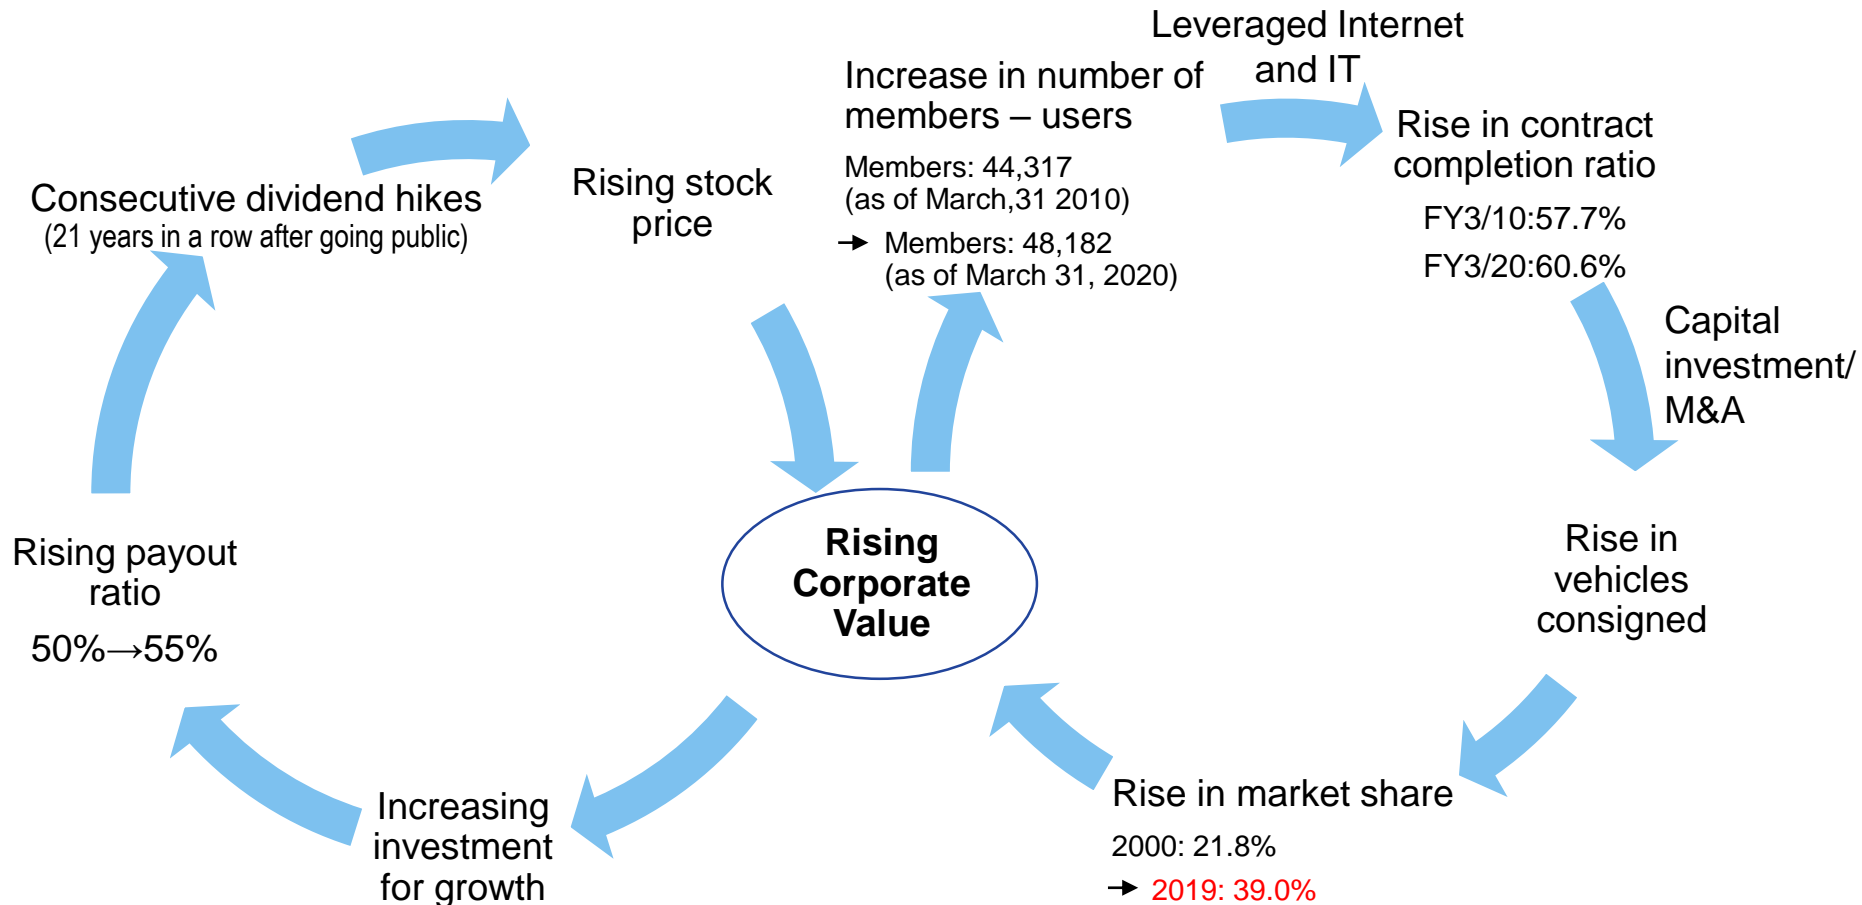 Leveraged Internet
and IT
Increase in number of
members – users
Members: 44,317
(as of March,31 2010)
→ Members: 48,182
(as of March 31, 2020)
Rise in contract
completion ratio
FY3/10:57.7%
FY3/20:60.6%
Capital
investment/
M&A
Rise in
vehicles
consigned
Rise in market share
2000: 21.8%
→ 2019: 39.0%
Rising
Corporate
Value
Increasing
investment
for growth
Rising payout
ratio
50%→55%
Consecutive dividend hikes
(21 years in a row after going public)
Rising stock
price